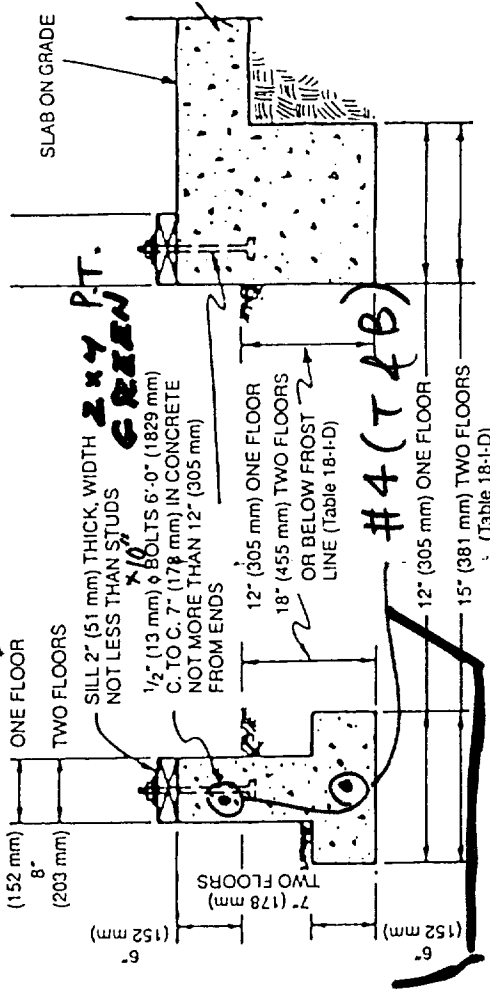 SLAB ON GRADE
ONE FLOOR
(152 mm)
8"
(203 mm)
TWO FLOORS
SILL 2" (51 mm) THICK, WIDTH 2x4 P.T.
NOT LESS THAN STUDS GREEN
x10"
1/2" (13 mm) ϕ BOLTS 6'-0" (1829 mm)
C. TO C. 7" (178 mm) IN CONCRETE
NOT MORE THAN 12" (305 mm)
FROM ENDS
12" (305 mm) ONE FLOOR
18" (455 mm) TWO FLOORS
OR BELOW FROST
LINE (Table 18-I-D)
#4 (T & B)
6"
(152 mm)
7" (178 mm)
TWO FLOORS
6"
(152 mm)
12" (305 mm) ONE FLOOR
15" (381 mm) TWO FLOORS
(Table 18-I-D)